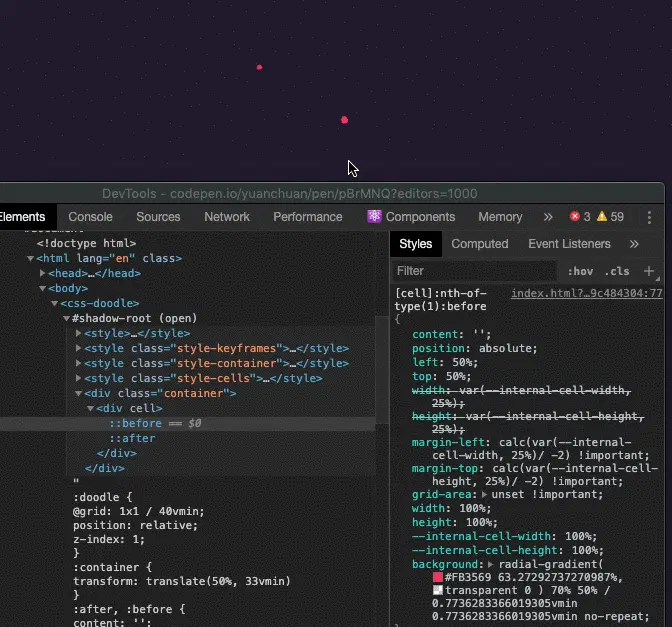 DevTools - codepen.io/yuanchuan/pen/pBrMNQ?editors=1000
Elements Console Sources Network Performance Components Memory » 3 59
<!doctype html>
<html lang="en" class>
<head>…</head>
<body>
<css-doodle>
#shadow-root (open)
<style>…</style>
<style class="style-keyframes">…</style>
<style class="style-container">…</style>
<style class="style-cells">…</style>
<div class="container">
<div cell>
::before == $0
::after
</div>
</div>
"
:doodle {
@grid: 1x1 / 40vmin;
position: relative;
z-index: 1;
}
:container {
transform: translate(50%, 33vmin)
}
:after, :before {
content: '';
Styles Computed Event Listeners »
Filter :hov .cls +
[cell]:nth-of- index.html?…9c484304:77
type(1):before
{
content: '';
position: absolute;
left: 50%;
top: 50%;
width: var(--internal-cell-width,
25%);
height: var(--internal-cell-height,
25%);
margin-left: calc(var(--internal-
cell-width, 25%)/ -2) !important;
margin-top: calc(var(--internal-cell-
height, 25%)/ -2) !important;
grid-area: unset !important;
width: 100%;
height: 100%;
--internal-cell-width: 100%;
--internal-cell-height: 100%;
background: radial-gradient(
#FB3569 63.27292737270987%,
transparent 0 ) 70% 50% /
0.7736283366019305vmin
0.7736283366019305vmin no-repeat;